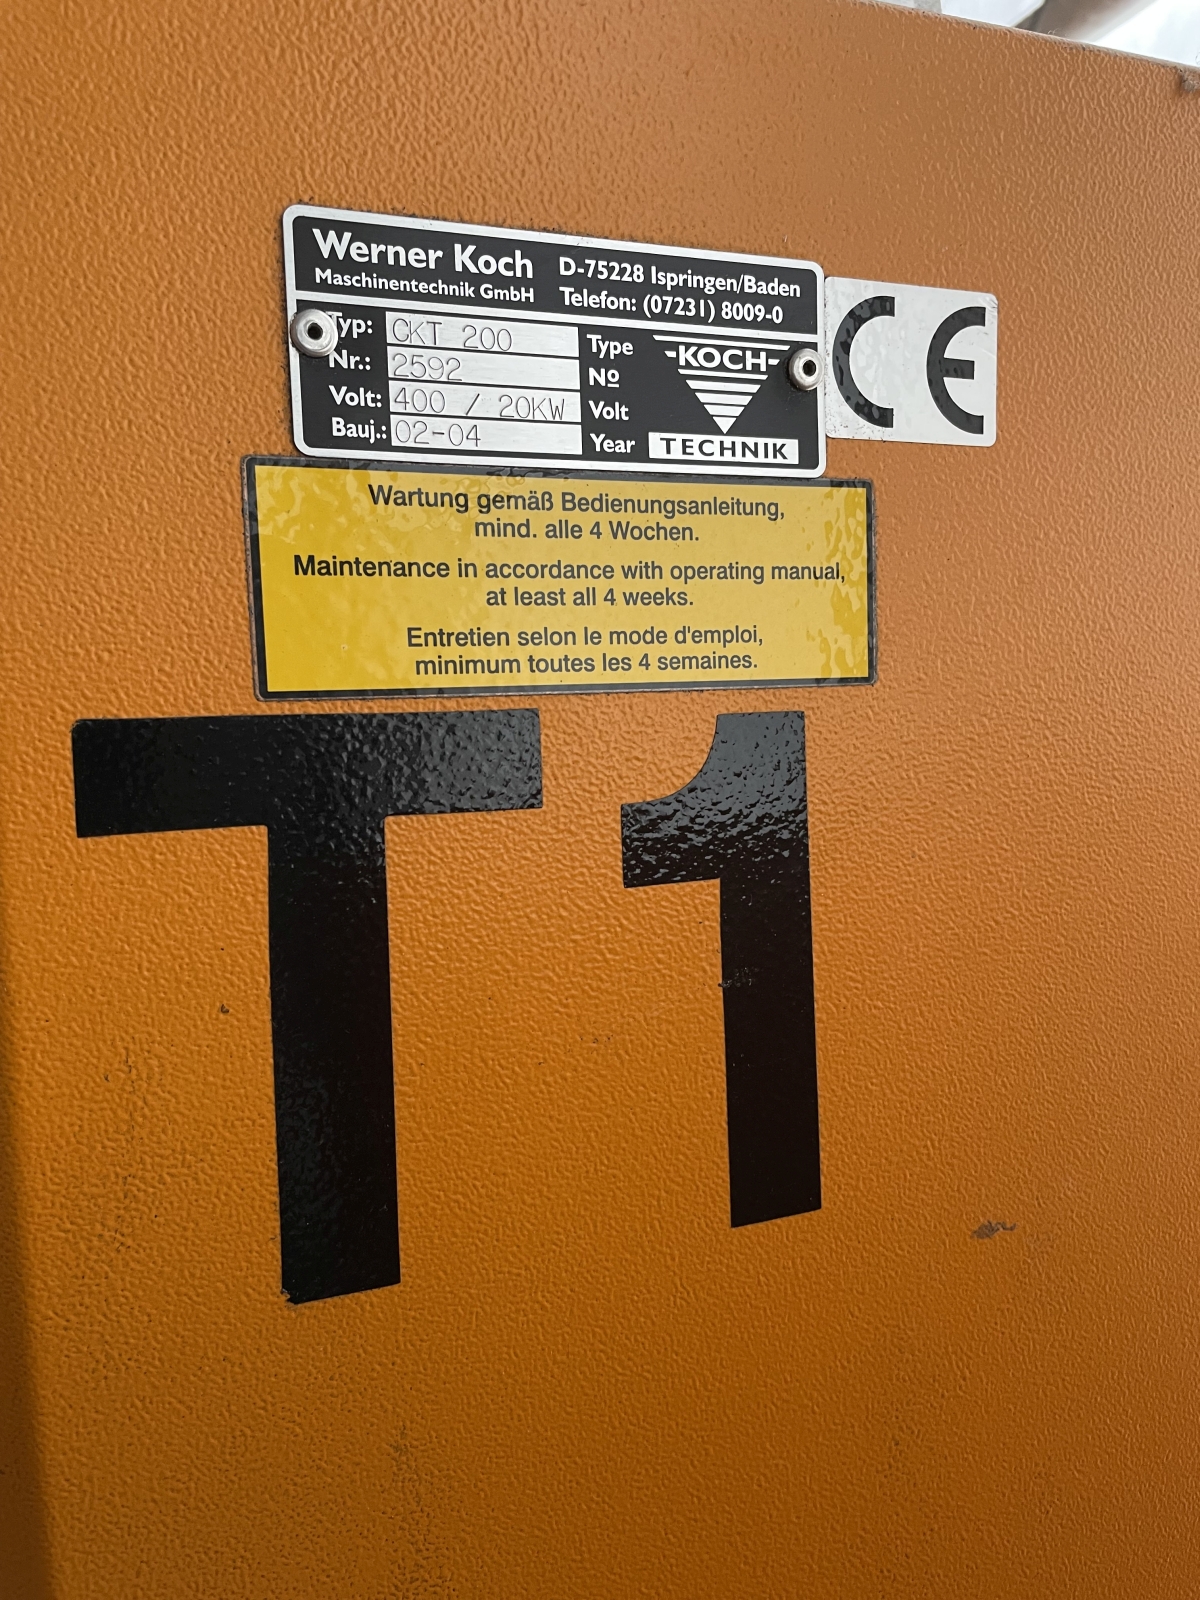 Werner Koch
Maschinentechnik GmbH
D-75228 Ispringen/Baden
Telefon: (07231) 8009-0
Typ: CKT 200 Type
Nr.: 2592 Nº
Volt: 400 / 20KW Volt
Bauj.: 02-04 Year
KOCH
TECHNIK
CE
Wartung gemäß Bedienungsanleitung,
mind. alle 4 Wochen.
Maintenance in accordance with operating manual,
at least all 4 weeks.
Entretien selon le mode d'emploi,
minimum toutes les 4 semaines.
T1